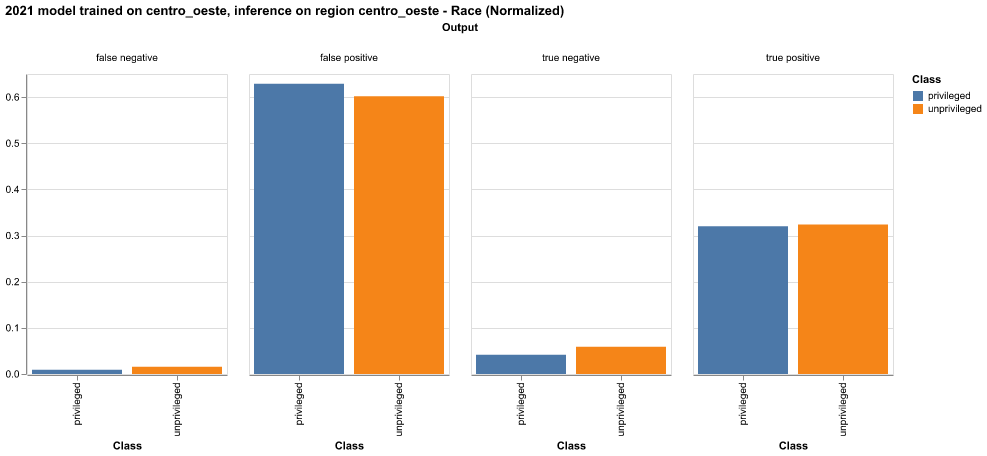 2021 model trained on centro_oeste, inference on region centro_oeste - Race (Normalized)
Output
false negative
false positive
true negative
true positive
Class
privileged
unprivileged
0.6
0.5
0.4
0.3
0.2
0.1
0.0
privileged
unprivileged
privileged
unprivileged
privileged
unprivileged
privileged
unprivileged
Class
Class
Class
Class